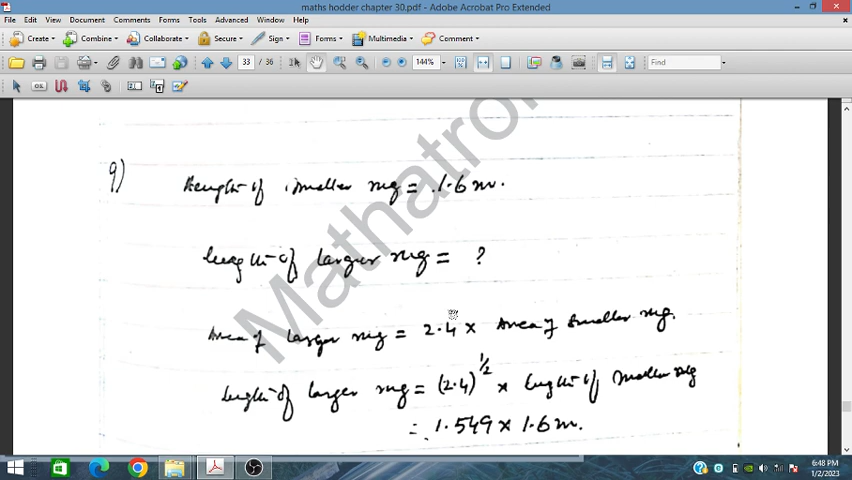 maths hodder chapter 30.pdf - Adobe Acrobat Pro Extended
File Edit View Document Comments Forms Tools Advanced Window Help
Create Combine Collaborate Secure Sign Forms Multimedia Comment
33 / 36 144% Find
Mathatron
9) Length of smaller rug = 1.6 m.
length of larger rug = ?
Area of larger rug = 2.4 × Area of smaller rug.
length of larger rug = (2.4)^1/2 × length of smaller rug
= 1.549 × 1.6 m.
6:48 PM
1/2/2023